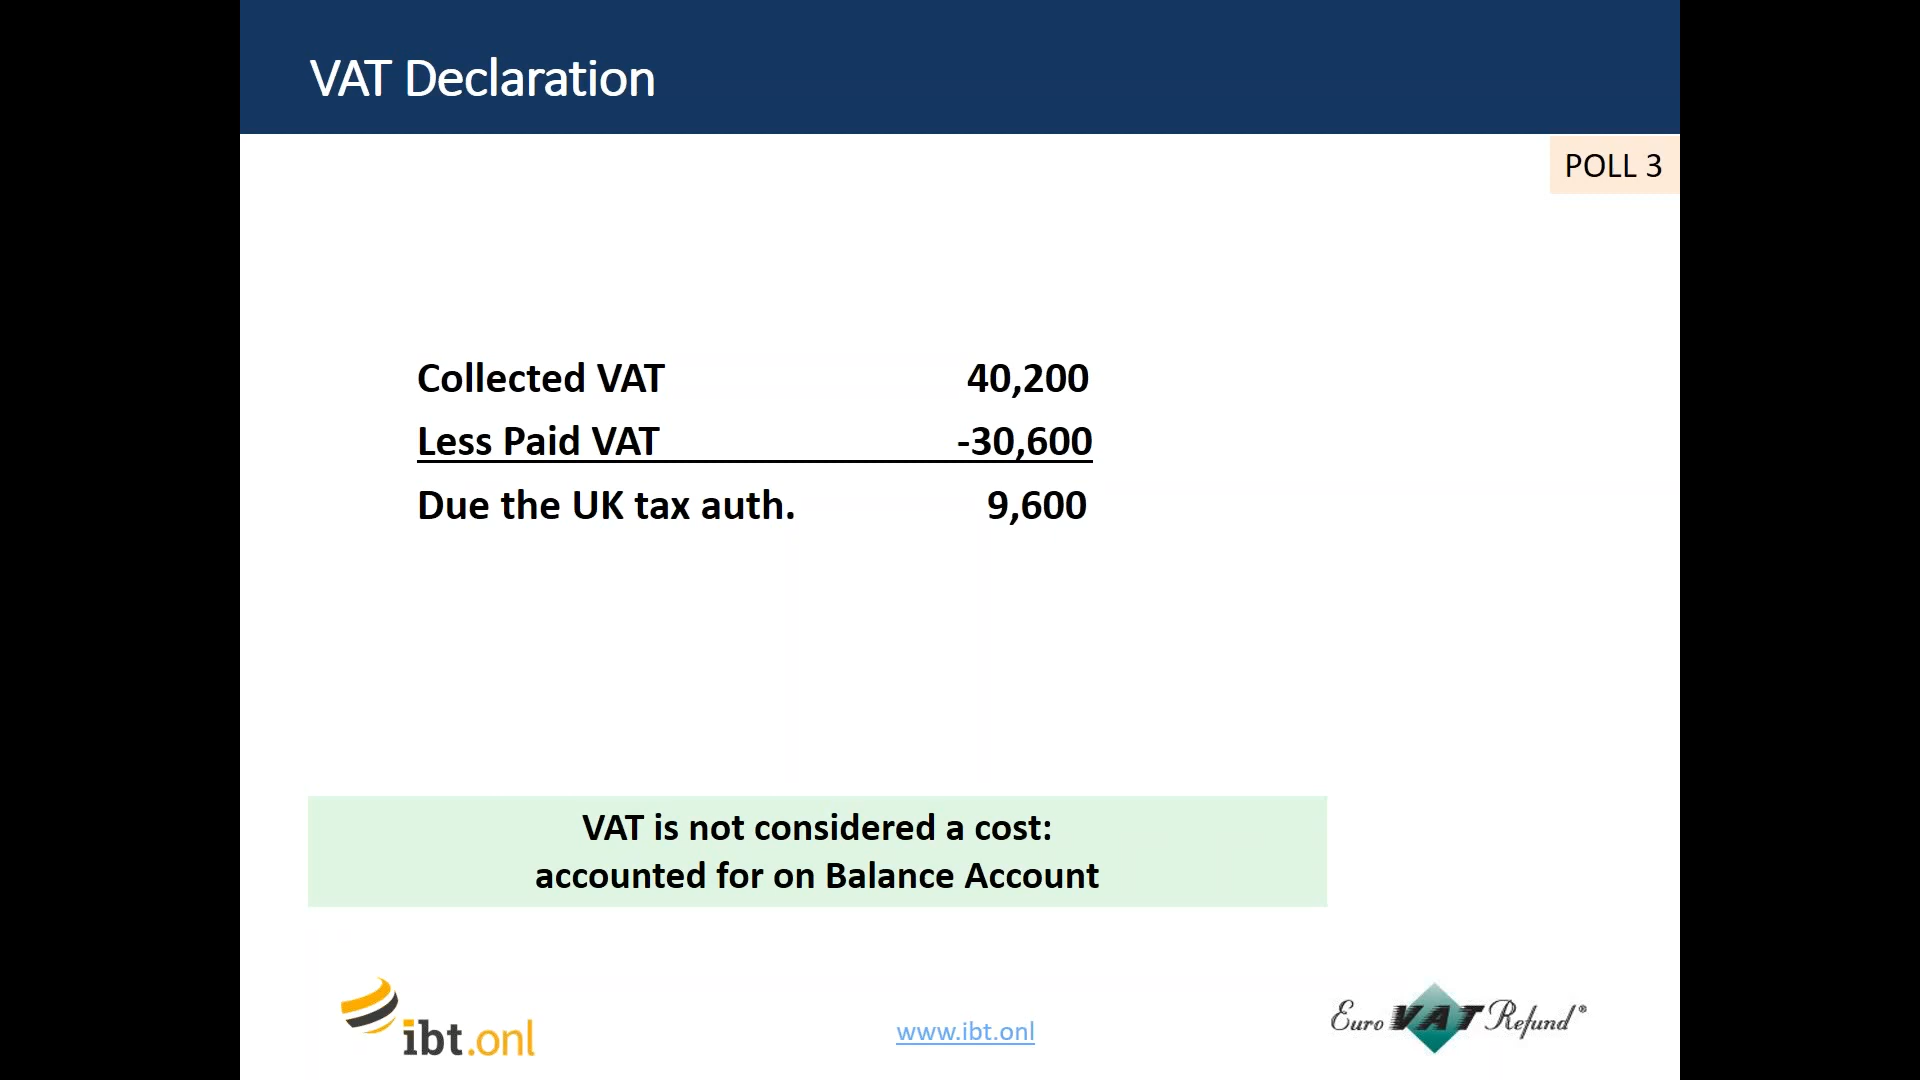 VAT Declaration
POLL 3
Collected VAT 40,200
Less Paid VAT -30,600
Due the UK tax auth. 9,600
VAT is not considered a cost:
accounted for on Balance Account
ibt.onl
www.ibt.onl
Euro VAT Refund®